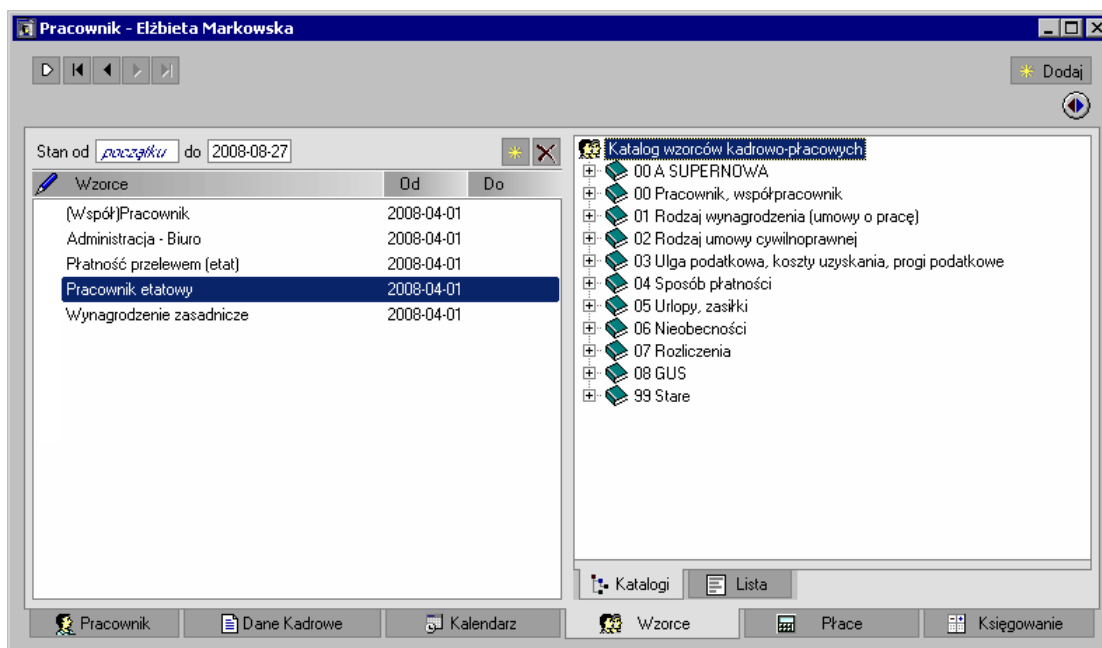 Pracownik - Elżbieta Markowska
Dodaj
Stan od początku do 2008-08-27
Wzorce Od Do
(Współ)Pracownik 2008-04-01
Administracja - Biuro 2008-04-01
Płatność przelewem (etat) 2008-04-01
Pracownik etatowy 2008-04-01
Wynagrodzenie zasadnicze 2008-04-01
Katalog wzorców kadrowo-płacowych
00 A SUPERNOWA
00 Pracownik, współpracownik
01 Rodzaj wynagrodzenia (umowy o pracę)
02 Rodzaj umowy cywilnoprawnej
03 Ulga podatkowa, koszty uzyskania, progi podatkowe
04 Sposób płatności
05 Urlopy, zasiłki
06 Nieobecności
07 Rozliczenia
08 GUS
99 Stare
Katalogi Lista
Pracownik Dane Kadrowe Kalendarz Wzorce Płace Księgowanie